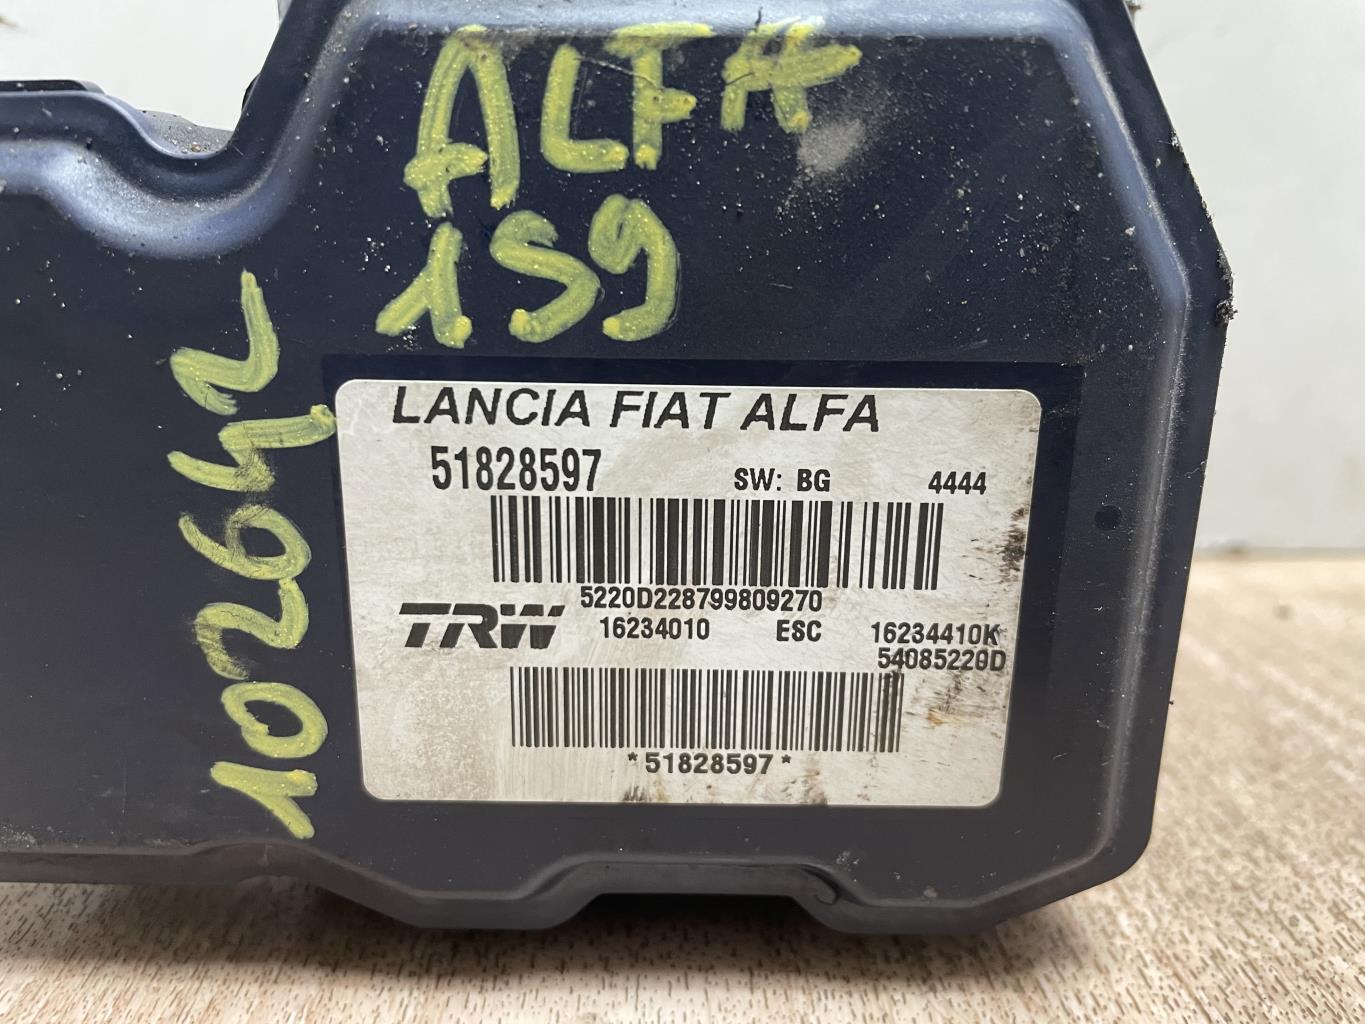 ALFA
159
102642
LANCIA FIAT ALFA
51828597 SW: BG 4444
5220D228799809270
TRW 16234010 ESC 16234410K
54085220D
*51828597*